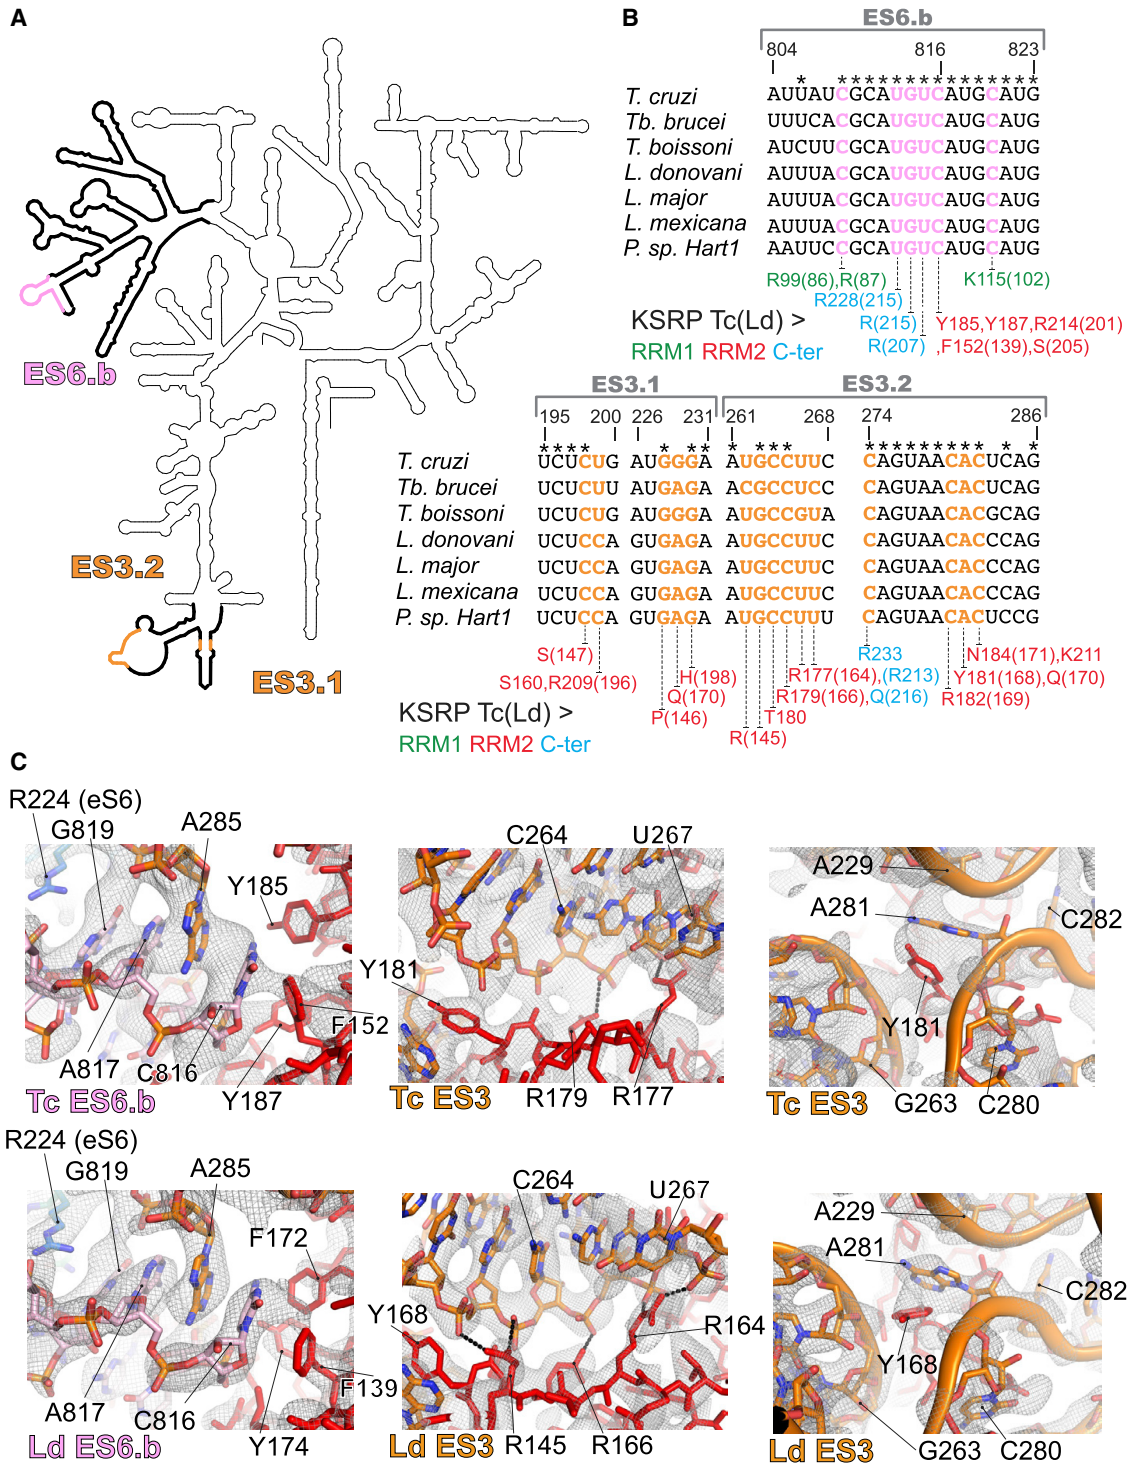 A
ES6.b
ES3.2
ES3.1
B
ES6.b
804 816 823
* ***************
T. cruzi AUUAUCGCAUGUCAUGCAUG
Tb. brucei UUUCACGCAUGUCAUGCAUG
T. boissoni AUCUUCGCAUGUCAUGCAUG
L. donovani AUUUACGCAUGUCAUGCAUG
L. major AUUUACGCAUGUCAUGCAUG
L. mexicana AUUUACGCAUGUCAUGCAUG
P. sp. Hart1 AAUUCCGCAUGUCAUGCAUG
R99(86),R(87) K115(102)
R228(215)
KSRP Tc(Ld) > R(215) Y185,Y187,R214(201)
RRM1 RRM2 C-ter R(207) ,F152(139),S(205)
ES3.1 ES3.2
195 200 226 231 261 268 274 286
**** * ** * *** ********* * *
T. cruzi UCUCUG AUGGGA AUGCCUUC CAGUAACACUCAG
Tb. brucei UCUCUU AUGAGA ACGCCUCC CAGUAACACUCAG
T. boissoni UCUCUG AUGGGA AUGCCGUA CAGUAACACGCAG
L. donovani UCUCCA GUGAGA AUGCCUUC CAGUAACACCCAG
L. major UCUCCA GUGAGA AUGCCUUC CAGUAACACCCAG
L. mexicana UCUCCA GUGAGA AUGCCUUC CAGUAACACCCAG
P. sp. Hart1 UCUCCA GUGAGA AUGCCUUU CAGUAACACUCCG
S(147) R233 N184(171),K211
S160,R209(196) H(198) R177(164),(R213) Y181(168),Q(170)
Q(170) R179(166),Q(216) R182(169)
KSRP Tc(Ld) > P(146) T180
RRM1 RRM2 C-ter R(145)
C
R224 (eS6)
G819 A285
Y185
F152
A817 C816
Y187
Tc ES6.b
C264 U267
Y181
R179 R177
Tc ES3
A229
A281
C282
Y181
G263 C280
Tc ES3
R224 (eS6)
G819 A285
F172
F139
A817 C816
Y174
Ld ES6.b
C264 U267
Y168
R164
R145 R166
Ld ES3
A229
A281
C282
Y168
G263 C280
Ld ES3